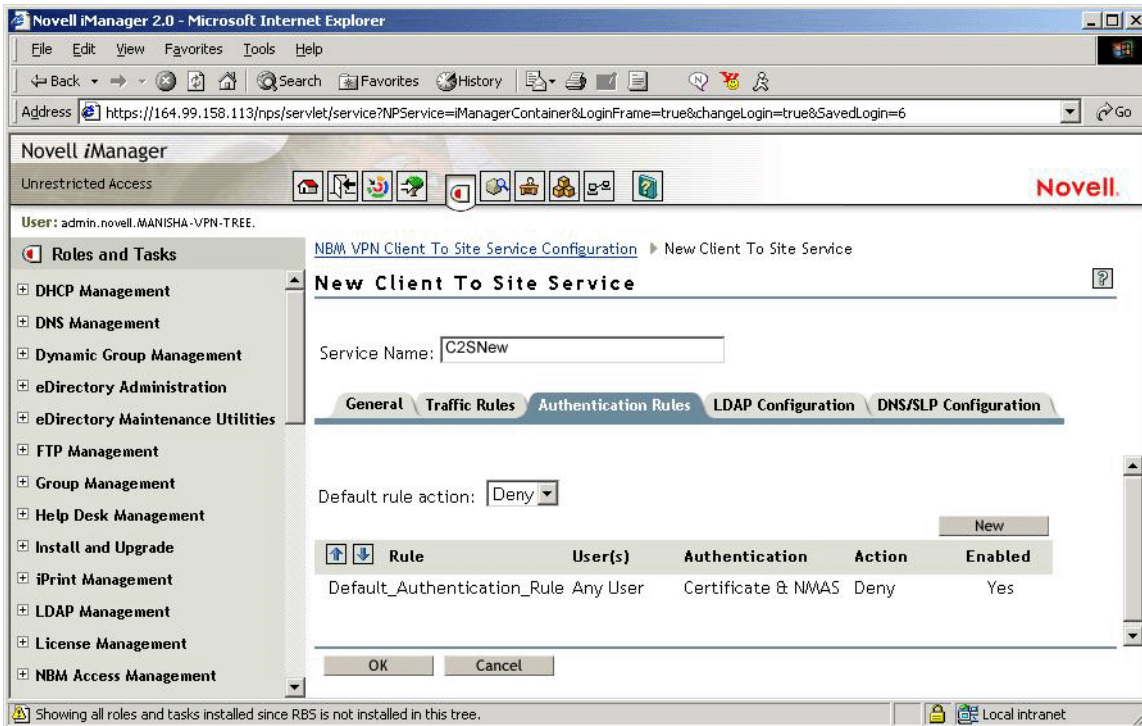 Novell iManager 2.0 - Microsoft Internet Explorer
File Edit View Favorites Tools Help
Back Search Favorites History
Address https://164.99.158.113/nps/servlet/service?NPService=iManagerContainer&LoginFrame=true&changeLogin=true&SavedLogin=6 Go
Novell iManager
Unrestricted Access
Novell.
User: admin.novell.MANISHA-VPN-TREE.
Roles and Tasks
DHCP Management
DNS Management
Dynamic Group Management
eDirectory Administration
eDirectory Maintenance Utilities
FTP Management
Group Management
Help Desk Management
Install and Upgrade
iPrint Management
LDAP Management
License Management
NBM Access Management
NBM VPN Client To Site Service Configuration New Client To Site Service
New Client To Site Service
Service Name: C2SNew
General Traffic Rules Authentication Rules LDAP Configuration DNS/SLP Configuration
Default rule action: Deny
New
Rule User(s) Authentication Action Enabled
Default_Authentication_Rule Any User Certificate & NMAS Deny Yes
OK Cancel
Showing all roles and tasks installed since RBS is not installed in this tree. Local intranet